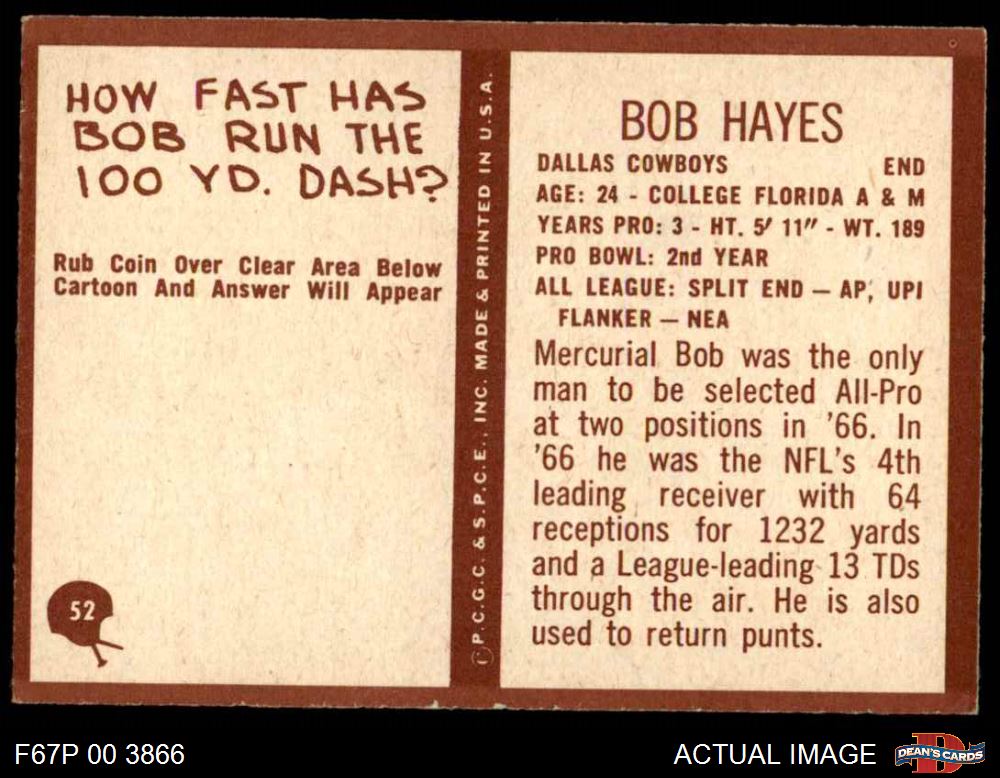 HOW FAST HAS
BOB RUN THE
100 YD. DASH?
Rub Coin Over Clear Area Below
Cartoon And Answer Will Appear
52
©P.C.G.C. & S.P.C.E., INC. MADE & PRINTED IN U.S.A.
BOB HAYES
DALLAS COWBOYS END
AGE: 24 - COLLEGE FLORIDA A & M
YEARS PRO: 3 - HT. 5' 11" - WT. 189
PRO BOWL: 2nd YEAR
ALL LEAGUE: SPLIT END — AP, UPI
FLANKER — NEA
Mercurial Bob was the only
man to be selected All-Pro
at two positions in '66. In
'66 he was the NFL's 4th
leading receiver with 64
receptions for 1232 yards
and a League-leading 13 TDs
through the air. He is also
used to return punts.
F67P 00 3866
ACTUAL IMAGE
D
DEAN'S CARDS